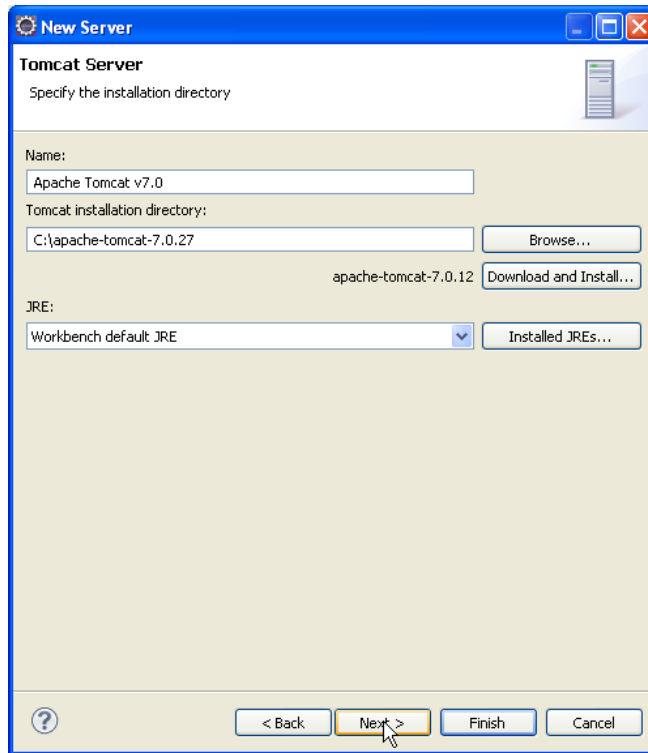 New Server
Tomcat Server
Specify the installation directory
Name:
Apache Tomcat v7.0
Tomcat installation directory:
C:\apache-tomcat-7.0.27 Browse...
apache-tomcat-7.0.12 Download and Install...
JRE:
Workbench default JRE Installed JREs...
? < Back Next > Finish Cancel